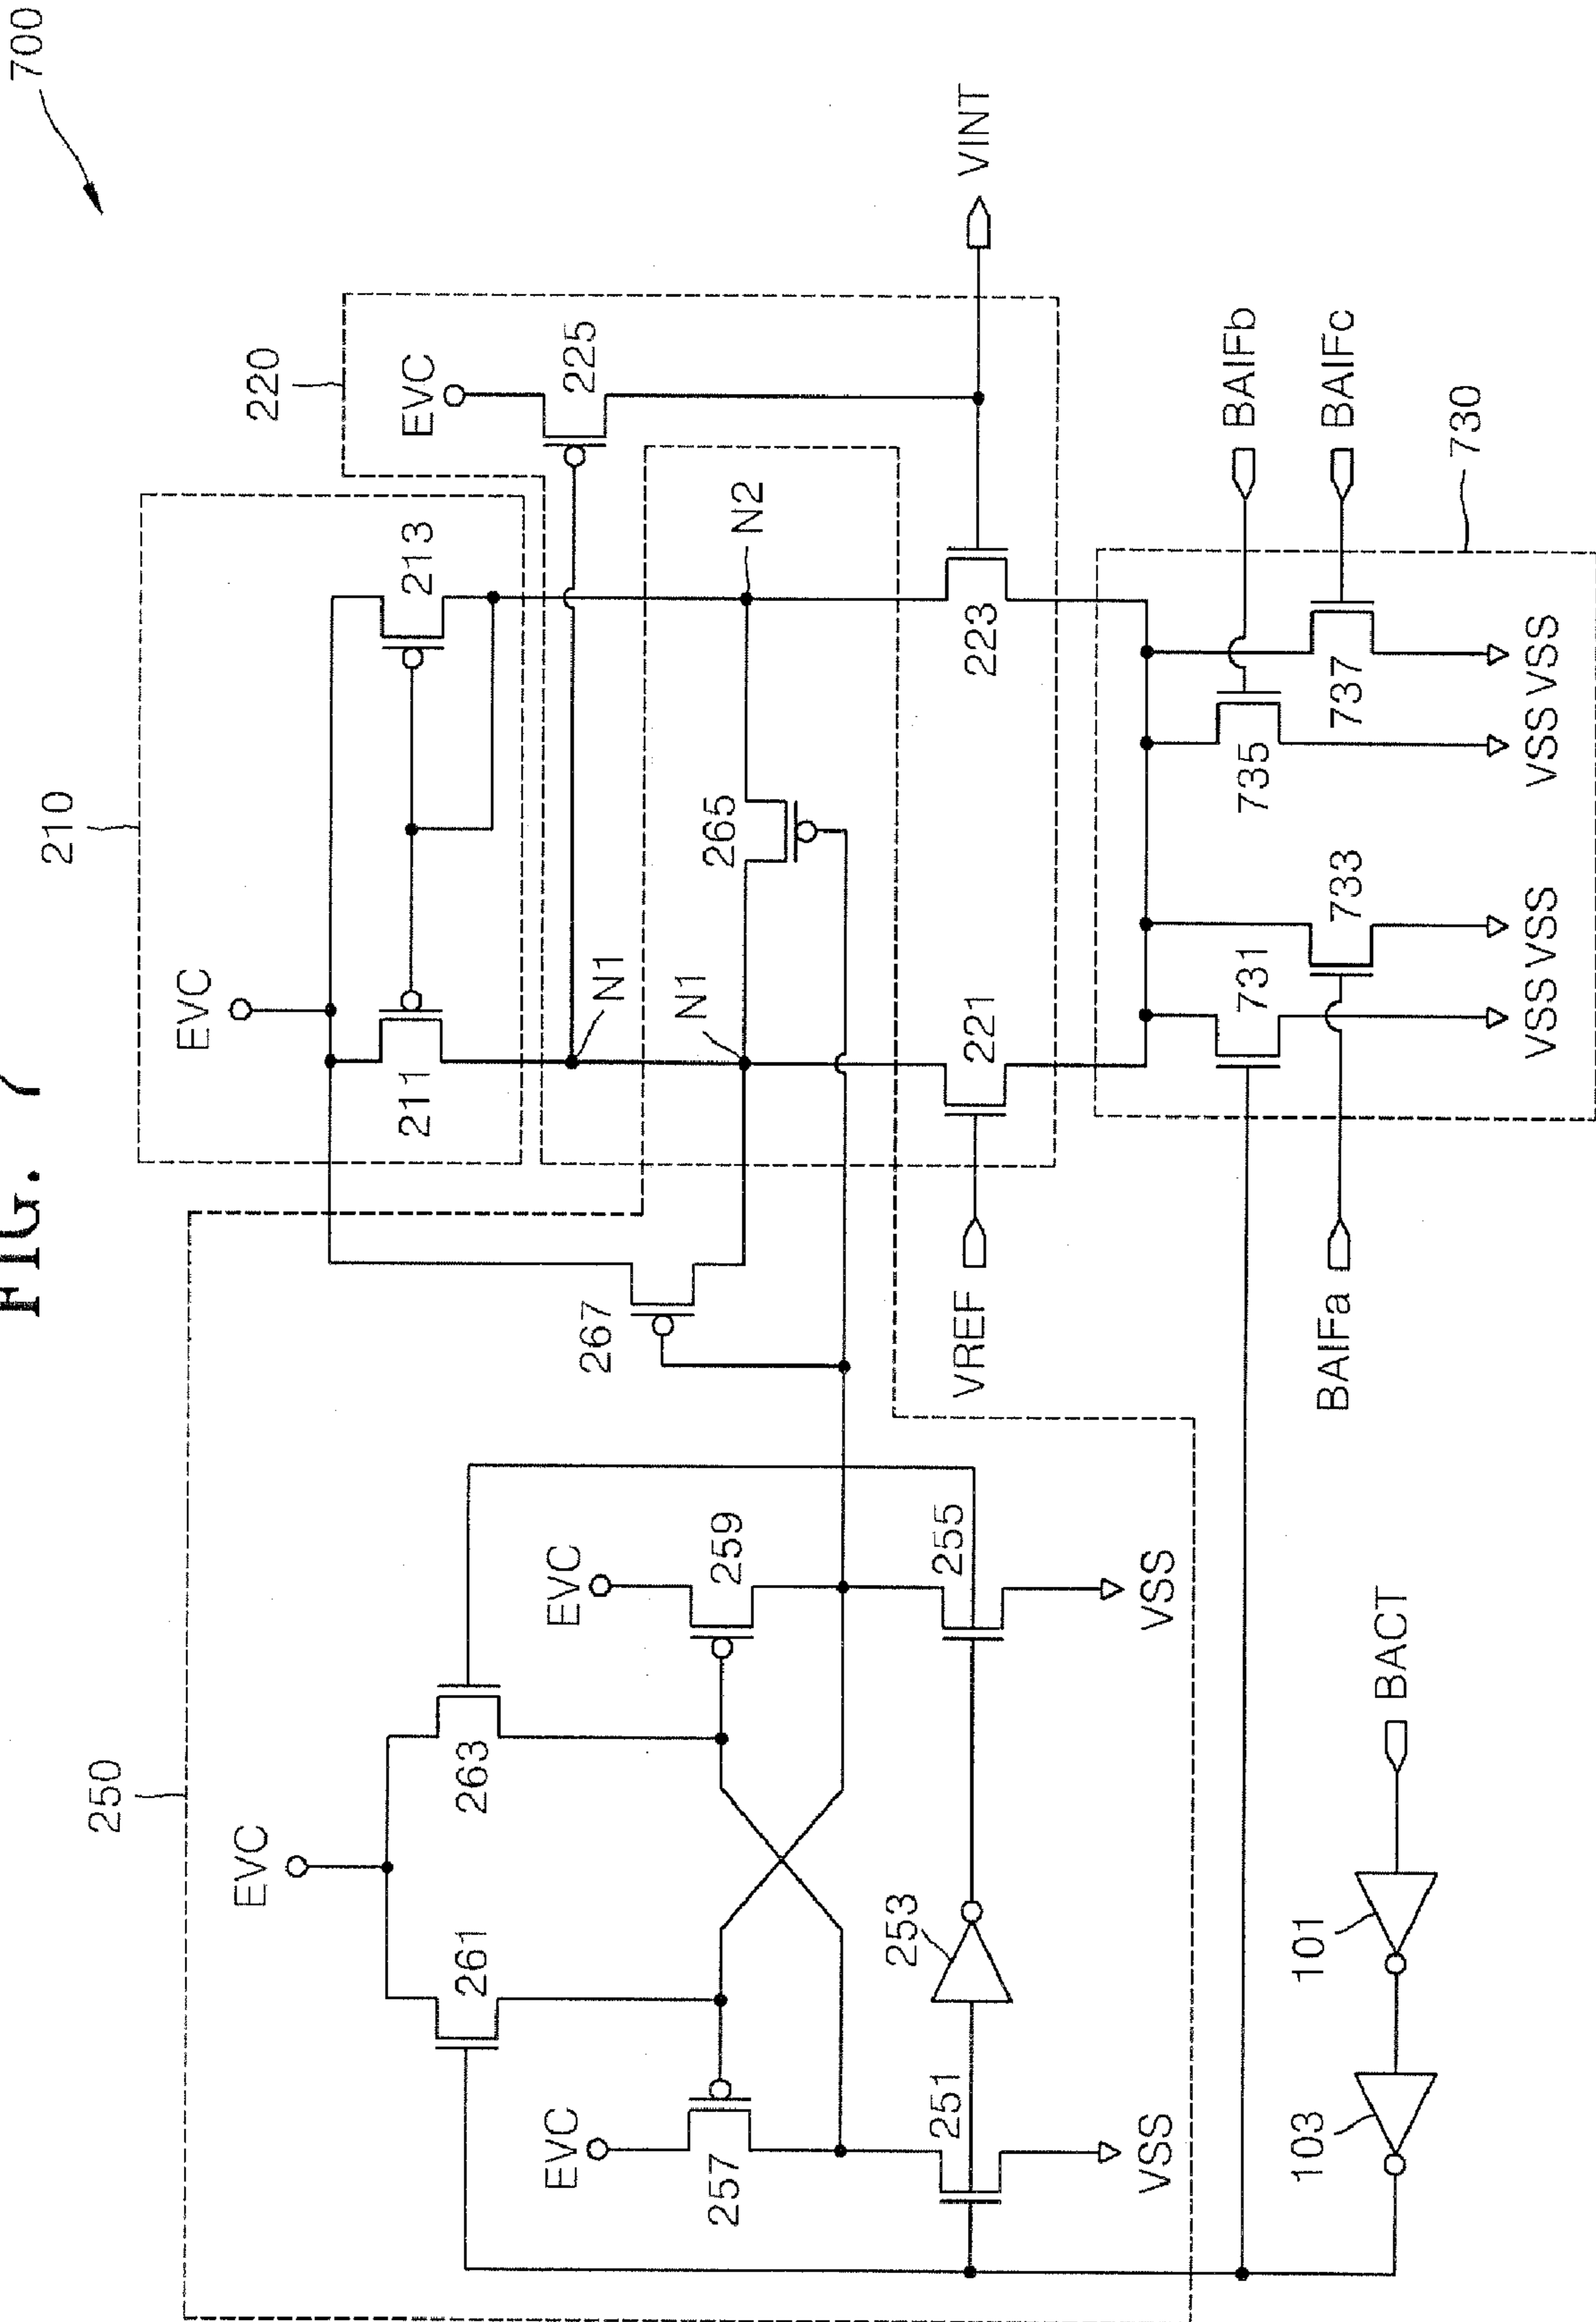 FIG. 7
700
210
220
250
EVC
EVC
EVC
211
213
225
261
263
N1
N1
N2
EVC
EVC
257
259
267
265
251
253
255
221
223
VSS
VSS
VREF
VINT
BACT
101
103
BAIFa
BAIFb
BAIFc
730
731
733
735
737
VSS
VSS
VSS
VSS